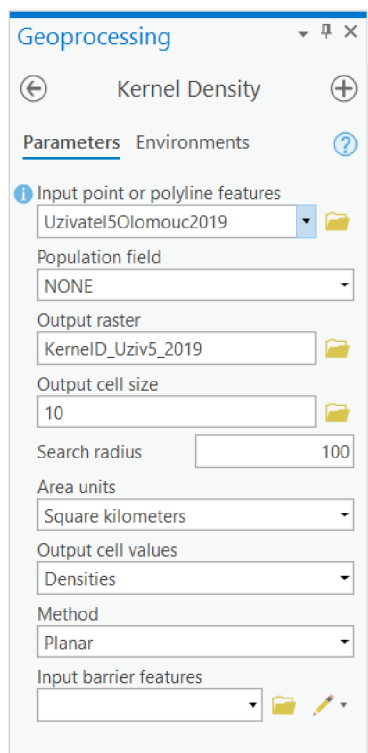 Geoprocessing
Kernel Density
Parameters Environments
Input point or polyline features
Uzivatel5Olomouc2019
Population field
NONE
Output raster
KernelD_Uziv5_2019
Output cell size
10
Search radius 100
Area units
Square kilometers
Output cell values
Densities
Method
Planar
Input barrier features